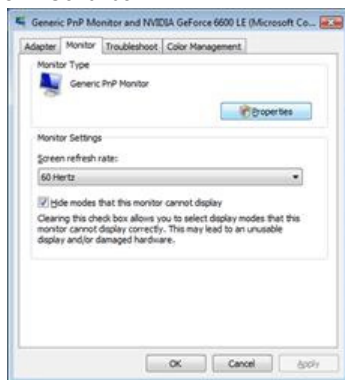 Generic PnP Monitor and NVIDIA GeForce 6600 LE (Microsoft Co...
Adapter Monitor Troubleshoot Color Management
Monitor Type
Generic PnP Monitor
Properties
Monitor Settings
Screen refresh rate:
60 Hertz
Hide modes that this monitor cannot display
Clearing this check box allows you to select display modes that this
monitor cannot display correctly. This may lead to an unusable
display and/or damaged hardware.
OK Cancel Apply